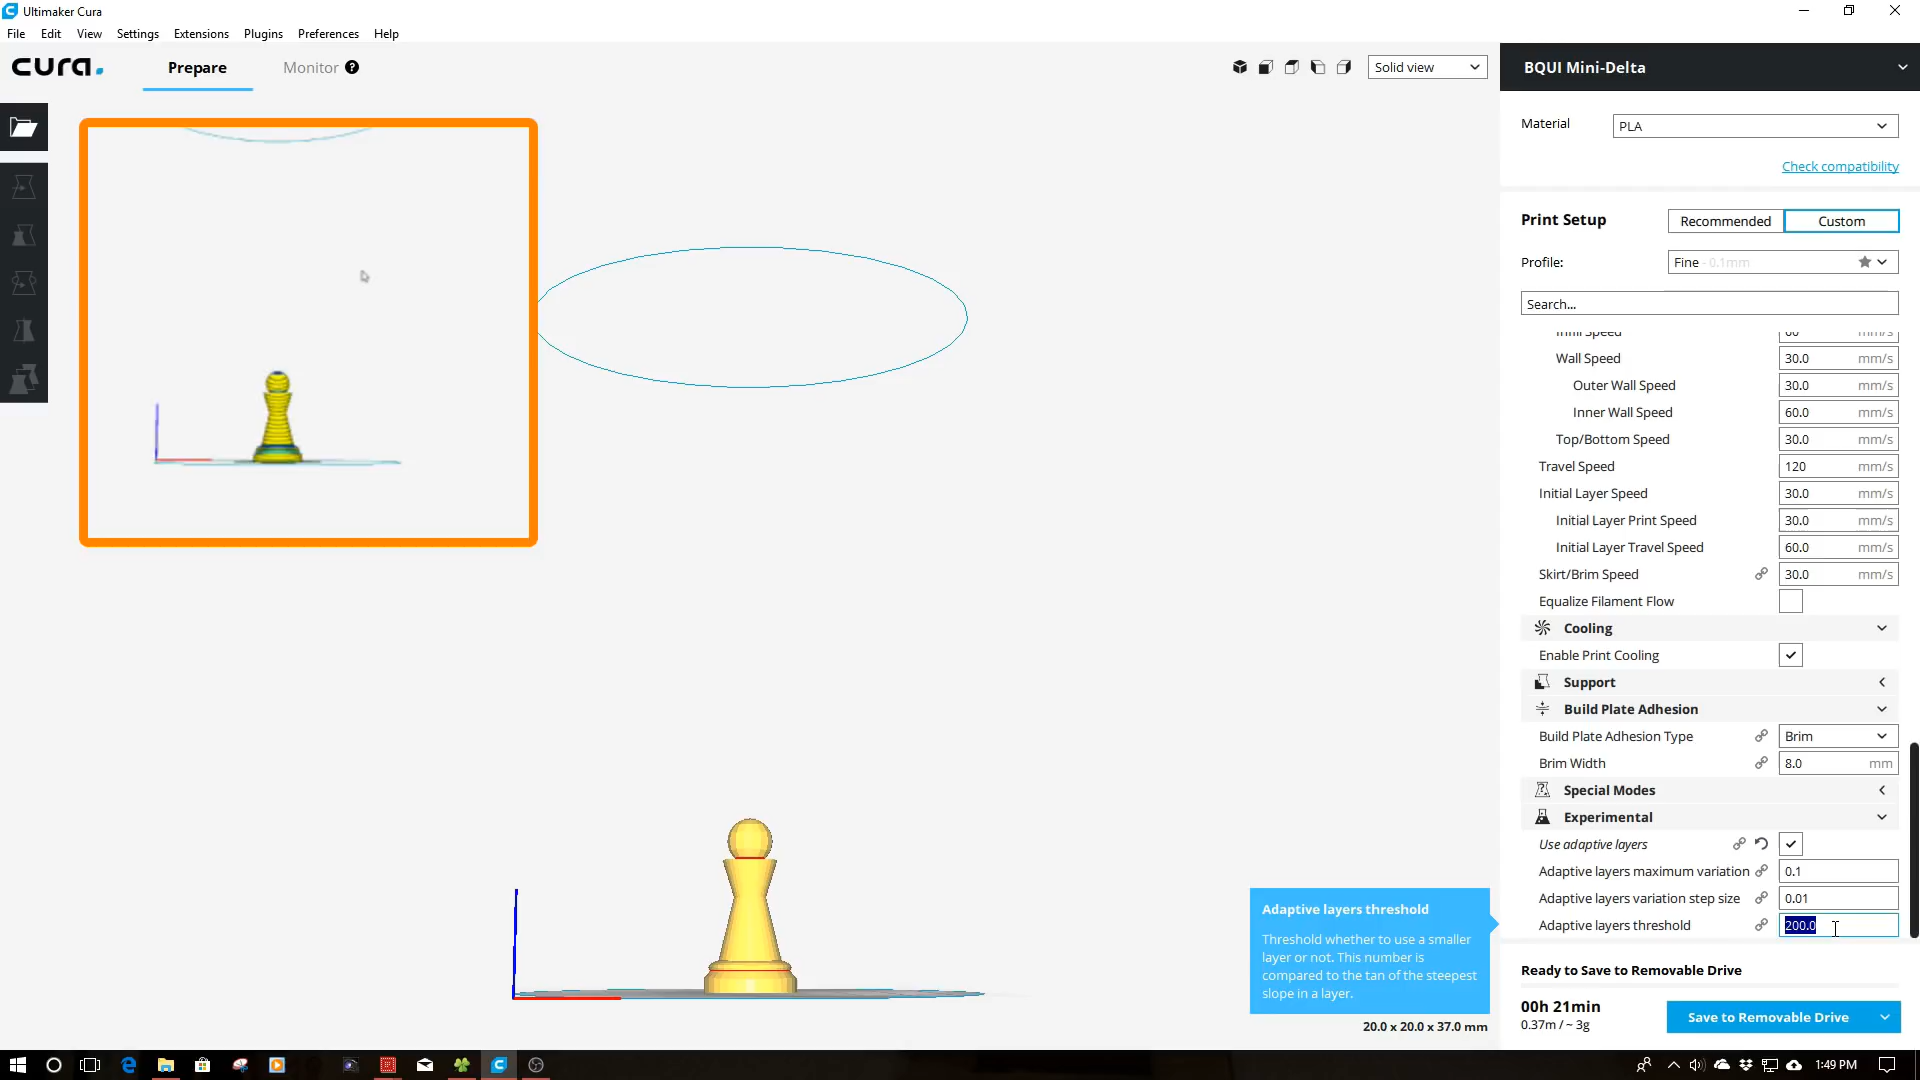 Ultimaker Cura
File Edit View Settings Extensions Plugins Preferences Help
cura.
Prepare
Monitor ?
Solid view
BQUI Mini-Delta
Material
PLA
Check compatibility
Print Setup
Recommended
Custom
Profile:
Fine - 0.1mm
Search...
Infill Speed 60 mm/s
Wall Speed 30.0 mm/s
Outer Wall Speed 30.0 mm/s
Inner Wall Speed 60.0 mm/s
Top/Bottom Speed 30.0 mm/s
Travel Speed 120 mm/s
Initial Layer Speed 30.0 mm/s
Initial Layer Print Speed 30.0 mm/s
Initial Layer Travel Speed 60.0 mm/s
Skirt/Brim Speed 30.0 mm/s
Equalize Filament Flow
Cooling
Enable Print Cooling
Support
Build Plate Adhesion
Build Plate Adhesion Type Brim
Brim Width 8.0 mm
Special Modes
Experimental
Use adaptive layers
Adaptive layers maximum variation 0.1
Adaptive layers variation step size 0.01
Adaptive layers threshold 200.0
Adaptive layers threshold
Threshold whether to use a smaller
layer or not. This number is
compared to the tan of the steepest
slope in a layer.
20.0 x 20.0 x 37.0 mm
Ready to Save to Removable Drive
00h 21min
0.37m / ~ 3g
Save to Removable Drive
1:49 PM